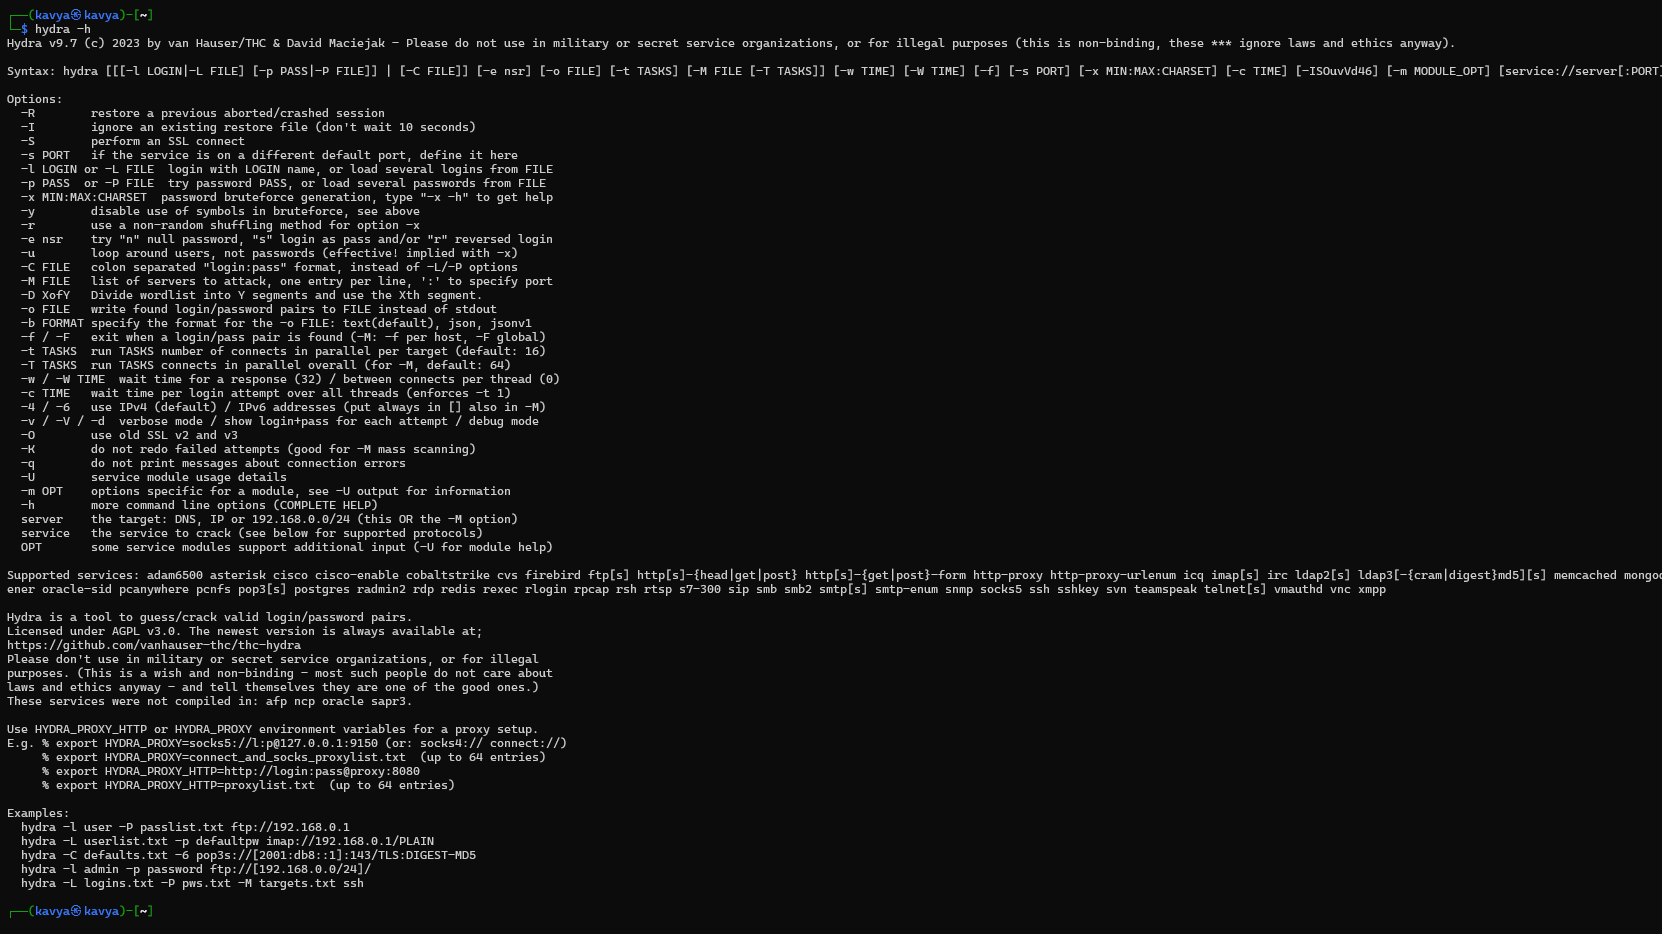 ┌──(kavya㉿kavya)-[~]
└─$ hydra -h
Hydra v9.7 (c) 2023 by van Hauser/THC & David Maciejak - Please do not use in military or secret service organizations, or for illegal purposes (this is non-binding, these *** ignore laws and ethics anyway).

Syntax: hydra [[[-l LOGIN|-L FILE] [-p PASS|-P FILE]] | [-C FILE]] [-e nsr] [-o FILE] [-t TASKS] [-M FILE [-T TASKS]] [-w TIME] [-W TIME] [-f] [-s PORT] [-x MIN:MAX:CHARSET] [-c TIME] [-ISOuvVd46] [-m MODULE_OPT] [service://server[:PORT]

Options:
  -R        restore a previous aborted/crashed session
  -I        ignore an existing restore file (don't wait 10 seconds)
  -S        perform an SSL connect
  -s PORT   if the service is on a different default port, define it here
  -l LOGIN or -L FILE  login with LOGIN name, or load several logins from FILE
  -p PASS  or -P FILE  try password PASS, or load several passwords from FILE
  -x MIN:MAX:CHARSET  password bruteforce generation, type "-x -h" to get help
  -y        disable use of symbols in bruteforce, see above
  -r        use a non-random shuffling method for option -x
  -e nsr    try "n" null password, "s" login as pass and/or "r" reversed login
  -u        loop around users, not passwords (effective! implied with -x)
  -C FILE   colon separated "login:pass" format, instead of -L/-P options
  -M FILE   list of servers to attack, one entry per line, ':' to specify port
  -D XofY   Divide wordlist into Y segments and use the Xth segment.
  -o FILE   write found login/password pairs to FILE instead of stdout
  -b FORMAT specify the format for the -o FILE: text(default), json, jsonv1
  -f / -F   exit when a login/pass pair is found (-M: -f per host, -F global)
  -t TASKS  run TASKS number of connects in parallel per target (default: 16)
  -T TASKS  run TASKS connects in parallel overall (for -M, default: 64)
  -w / -W TIME  wait time for a response (32) / between connects per thread (0)
  -c TIME   wait time per login attempt over all threads (enforces -t 1)
  -4 / -6   use IPv4 (default) / IPv6 addresses (put always in [] also in -M)
  -v / -V / -d  verbose mode / show login+pass for each attempt / debug mode
  -O        use old SSL v2 and v3
  -K        do not redo failed attempts (good for -M mass scanning)
  -q        do not print messages about connection errors
  -U        service module usage details
  -m OPT    options specific for a module, see -U output for information
  -h        more command line options (COMPLETE HELP)
  server    the target: DNS, IP or 192.168.0.0/24 (this OR the -M option)
  service   the service to crack (see below for supported protocols)
  OPT       some service modules support additional input (-U for module help)

Supported services: adam6500 asterisk cisco cisco-enable cobaltstrike cvs firebird ftp[s] http[s]-{head|get|post} http[s]-{get|post}-form http-proxy http-proxy-urlenum icq imap[s] irc ldap2[s] ldap3[-{cram|digest}md5][s] memcached mongod
ener oracle-sid pcanywhere pcnfs pop3[s] postgres radmin2 rdp redis rexec rlogin rpcap rsh rtsp s7-300 sip smb smb2 smtp[s] smtp-enum snmp socks5 ssh sshkey svn teamspeak telnet[s] vmauthd vnc xmpp

Hydra is a tool to guess/crack valid login/password pairs.
Licensed under AGPL v3.0. The newest version is always available at;
https://github.com/vanhauser-thc/thc-hydra
Please don't use in military or secret service organizations, or for illegal
purposes. (This is a wish and non-binding - most such people do not care about
laws and ethics anyway - and tell themselves they are one of the good ones.)
These services were not compiled in: afp ncp oracle sapr3.

Use HYDRA_PROXY_HTTP or HYDRA_PROXY environment variables for a proxy setup.
E.g. % export HYDRA_PROXY=socks5://l:p@127.0.0.1:9150 (or: socks4:// connect://)
     % export HYDRA_PROXY=connect_and_socks_proxylist.txt  (up to 64 entries)
     % export HYDRA_PROXY_HTTP=http://login:pass@proxy:8080
     % export HYDRA_PROXY_HTTP=proxylist.txt  (up to 64 entries)

Examples:
  hydra -l user -P passlist.txt ftp://192.168.0.1
  hydra -L userlist.txt -p defaultpw imap://192.168.0.1/PLAIN
  hydra -C defaults.txt -6 pop3s://[2001:db8::1]:143/TLS:DIGEST-MD5
  hydra -l admin -p password ftp://[192.168.0.0/24]/
  hydra -L logins.txt -P pws.txt -M targets.txt ssh

┌──(kavya㉿kavya)-[~]